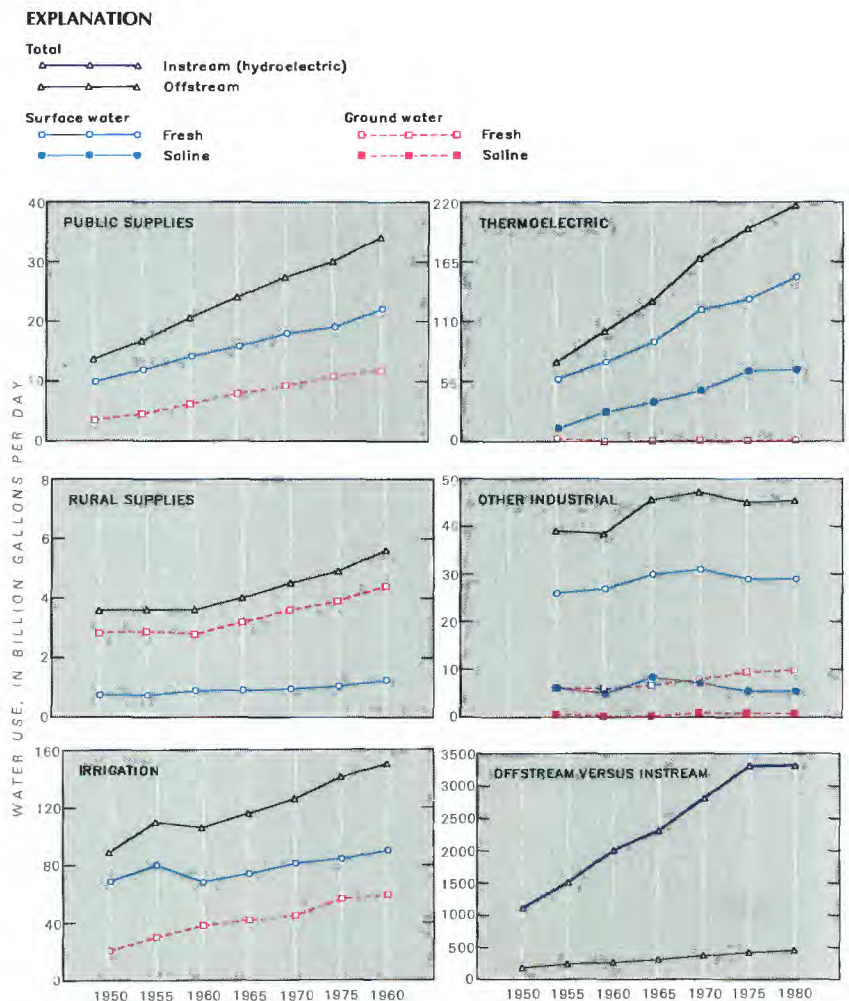 EXPLANATION
Total
Instream (hydroelectric)
Offstream
Surface water
Ground water
Fresh
Fresh
Saline
Saline
WATER USE, IN BILLION GALLONS PER DAY
PUBLIC SUPPLIES
40
30
20
10
0
THERMOELECTRIC
220
165
110
55
0
RURAL SUPPLIES
8
6
4
2
0
OTHER INDUSTRIAL
50
40
30
20
10
0
IRRIGATION
160
120
80
40
0
1950 1955 1960 1965 1970 1975 1960
OFFSTREAM VERSUS INSTREAM
3500
3000
2500
2000
1500
1000
500
0
1950 1955 1960 1965 1970 1975 1980